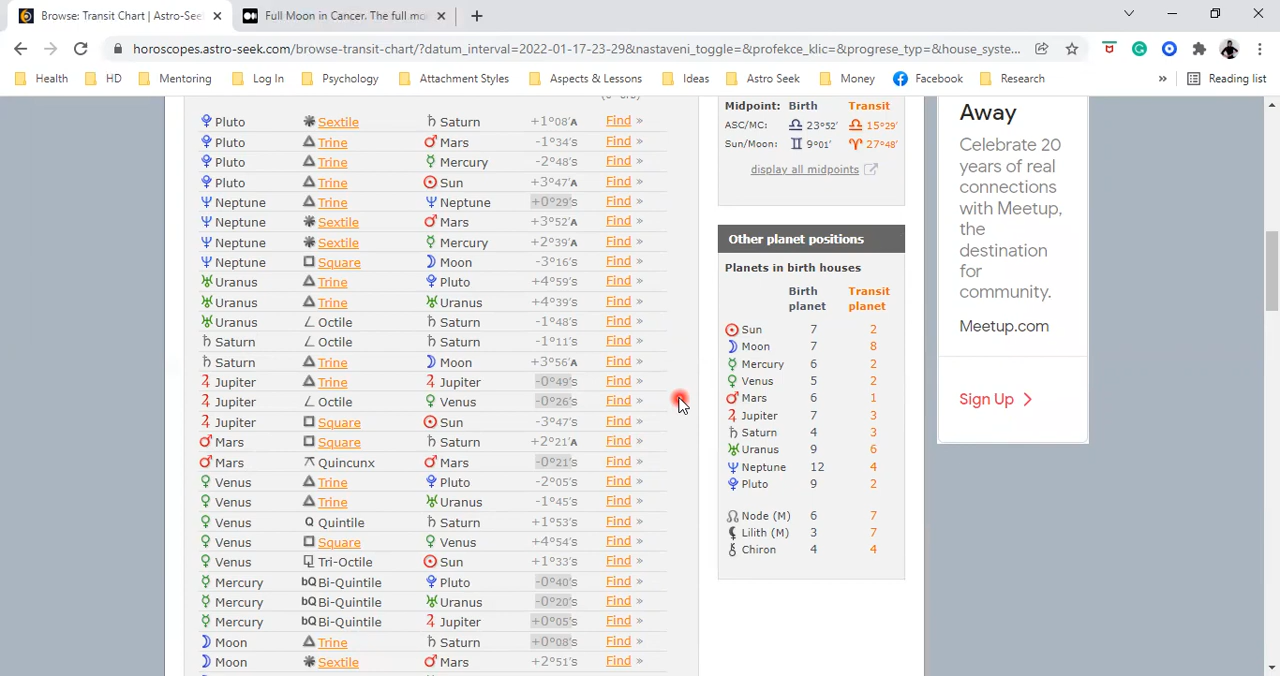 Browse: Transit Chart | Astro-See
Full Moon in Cancer. The full mo
horoscopes.astro-seek.com/browse-transit-chart/?datum_interval=2022-01-17-23-29&nastaveni_toggle=&profekce_klic=&progrese_typ=&house_syste...
Health HD Mentoring Log In Psychology Attachment Styles Aspects & Lessons Ideas Astro Seek Money Facebook Research » Reading list
Pluto Sextile Saturn +1°08'A Find »
Pluto Trine Mars -1°34's Find »
Pluto Trine Mercury -2°48's Find »
Pluto Trine Sun +3°47'A Find »
Neptune Trine Neptune +0°29's Find »
Neptune Sextile Mars +3°52'A Find »
Neptune Sextile Mercury +2°39'A Find »
Neptune Square Moon -3°16's Find »
Uranus Trine Pluto +4°59's Find »
Uranus Trine Uranus +4°39's Find »
Uranus Octile Saturn -1°48's Find »
Saturn Octile Saturn -1°11's Find »
Saturn Trine Moon +3°56'A Find »
Jupiter Trine Jupiter -0°49's Find »
Jupiter Octile Venus -0°26's Find »
Jupiter Square Sun -3°47's Find »
Mars Square Saturn +2°21'A Find »
Mars Quincunx Mars -0°21's Find »
Venus Trine Pluto -2°05's Find »
Venus Trine Uranus -1°45's Find »
Venus Q Quintile Saturn +1°53's Find »
Venus Square Venus +4°54's Find »
Venus Tri-Octile Sun +1°33's Find »
Mercury bQ Bi-Quintile Pluto -0°40's Find »
Mercury bQ Bi-Quintile Uranus -0°20's Find »
Mercury bQ Bi-Quintile Jupiter +0°05's Find »
Moon Trine Saturn +0°08's Find »
Moon Sextile Mars +2°51's Find »
Midpoint: Birth Transit
ASC/MC: 23°52' 15°29'
Sun/Moon: 9°01' 27°48'
display all midpoints
Other planet positions
Planets in birth houses
Birth planet Transit planet
Sun 7 2
Moon 7 8
Mercury 6 2
Venus 5 2
Mars 6 1
Jupiter 7 3
Saturn 4 3
Uranus 9 6
Neptune 12 4
Pluto 9 2
Node (M) 6 7
Lilith (M) 3 7
Chiron 4 4
Away
Celebrate 20
years of real
connections
with Meetup,
the
destination
for
community.
Meetup.com
Sign Up